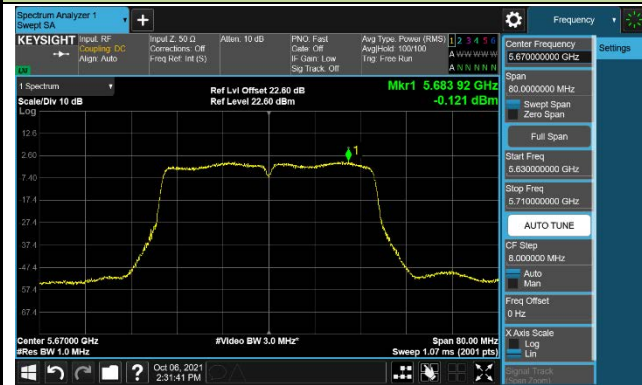 Spectrum Analyzer 1
Swept SA
+
Frequency
KEYSIGHT
Input: RF
Coupling: DC
Align: Auto
Input Z: 50 Ω
Corrections: Off
Freq Ref: Int (S)
Atten: 10 dB
PNO: Fast
Gate: Off
IF Gain: Low
Sig Track: Off
Avg Type: Power (RMS)
Avg|Hold: 100/100
Trig: Free Run
1 2 3 4 5 6
A W W W W W
A N N N N N
LXI
Center Frequency
5.670000000 GHz
Settings
Span
80.0000000 MHz
Swept Span
Zero Span
Full Span
Start Freq
5.630000000 GHz
Stop Freq
5.710000000 GHz
AUTO TUNE
CF Step
8.000000 MHz
Auto
Man
Freq Offset
0 Hz
X Axis Scale
Log
Lin
Signal Track
(Span Zoom)
1 Spectrum
Scale/Div 10 dB
Log
Ref Lvl Offset 22.60 dB
Ref Level 22.60 dBm
Mkr1 5.683 92 GHz
-0.121 dBm
12.6
2.60
-7.40
-17.4
-27.4
-37.4
-47.4
-57.4
-67.4
1
Center 5.67000 GHz
#Res BW 1.0 MHz
#Video BW 3.0 MHz*
Span 80.00 MHz
Sweep 1.07 ms (2001 pts)
?
Oct 06, 2021
2:31:41 PM